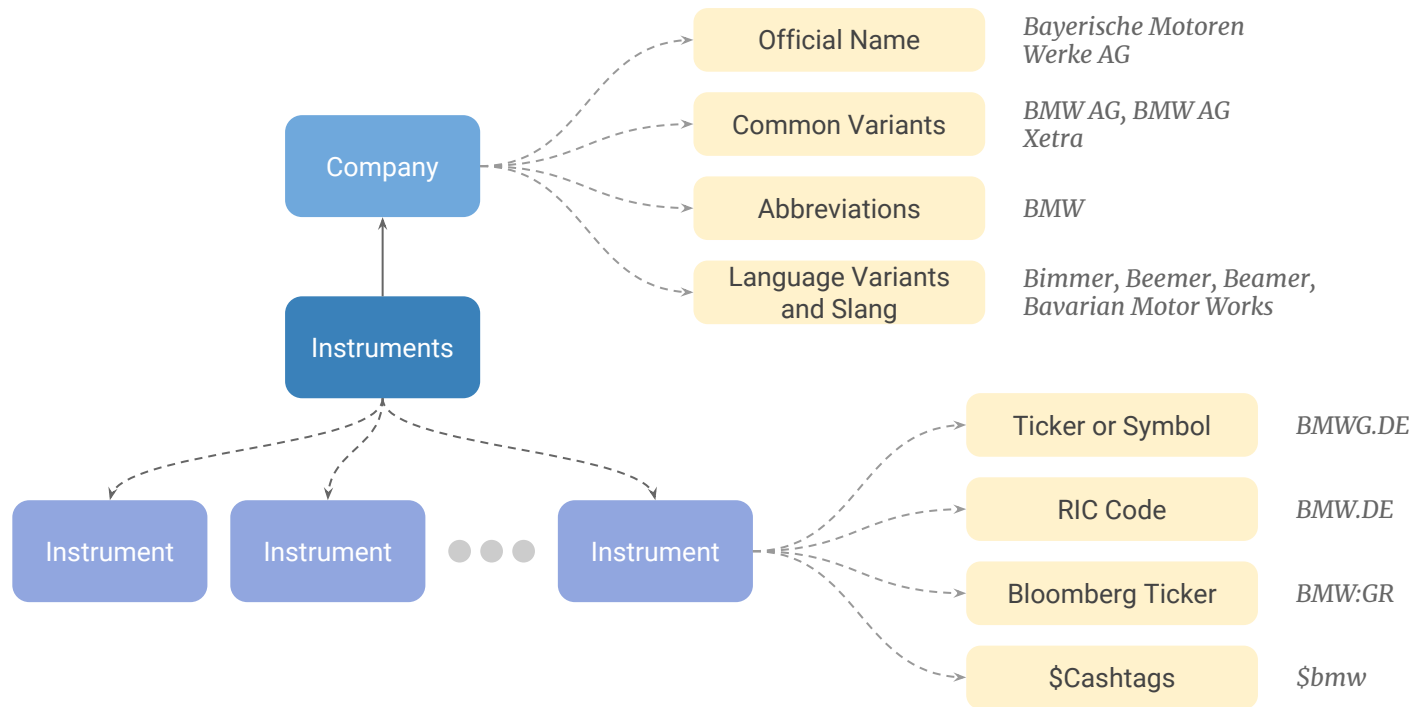 Official Name
Bayerische Motoren
Werke AG
Common Variants
BMW AG, BMW AG
Xetra
Company
Abbreviations
BMW
Language Variants
and Slang
Bimmer, Beemer, Beamer,
Bavarian Motor Works
Instruments
Ticker or Symbol
BMWG.DE
RIC Code
BMW.DE
Instrument
Instrument
Instrument
Bloomberg Ticker
BMW:GR
$Cashtags
$bmw